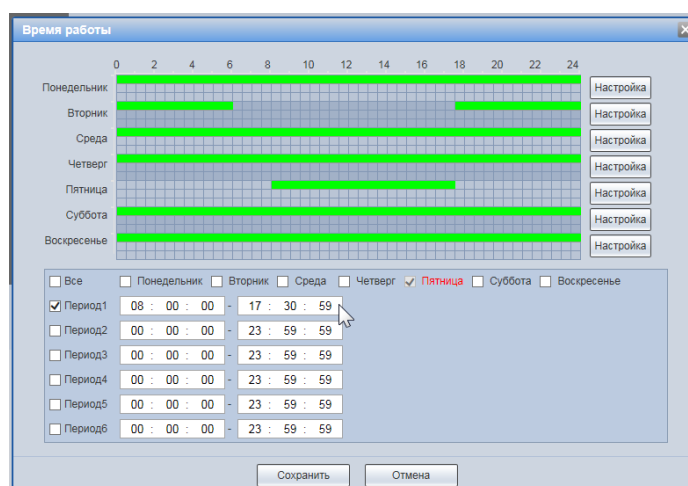 Время работы
0 2 4 6 8 10 12 14 16 18 20 22 24
Понедельник Настройка
Вторник Настройка
Среда Настройка
Четверг Настройка
Пятница Настройка
Суббота Настройка
Воскресенье Настройка
Все Понедельник Вторник Среда Четверг Пятница Суббота Воскресенье
Период1 08 : 00 : 00 - 17 : 30 : 59
Период2 00 : 00 : 00 - 23 : 59 : 59
Период3 00 : 00 : 00 - 23 : 59 : 59
Период4 00 : 00 : 00 - 23 : 59 : 59
Период5 00 : 00 : 00 - 23 : 59 : 59
Период6 00 : 00 : 00 - 23 : 59 : 59
Сохранить Отмена